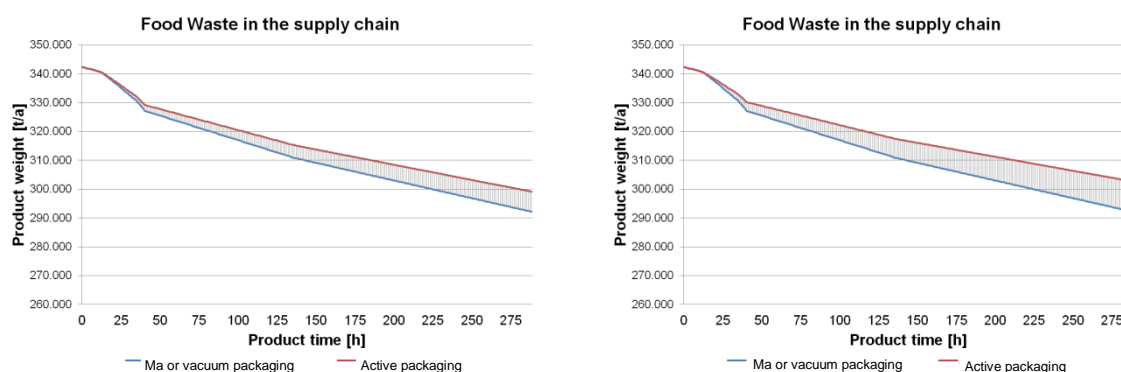 Food Waste in the supply chain
350.000
340.000
330.000
320.000
310.000
300.000
290.000
280.000
270.000
260.000
Product weight [t/a]
0 25 50 75 100 125 150 175 200 225 250 275
Product time [h]
Ma or vacuum packaging Active packaging
Food Waste in the supply chain
350.000
340.000
330.000
320.000
310.000
300.000
290.000
280.000
270.000
260.000
Product weight [t/a]
0 25 50 75 100 125 150 175 200 225 250 275
Product time [h]
Ma or vacuum packaging Active packaging